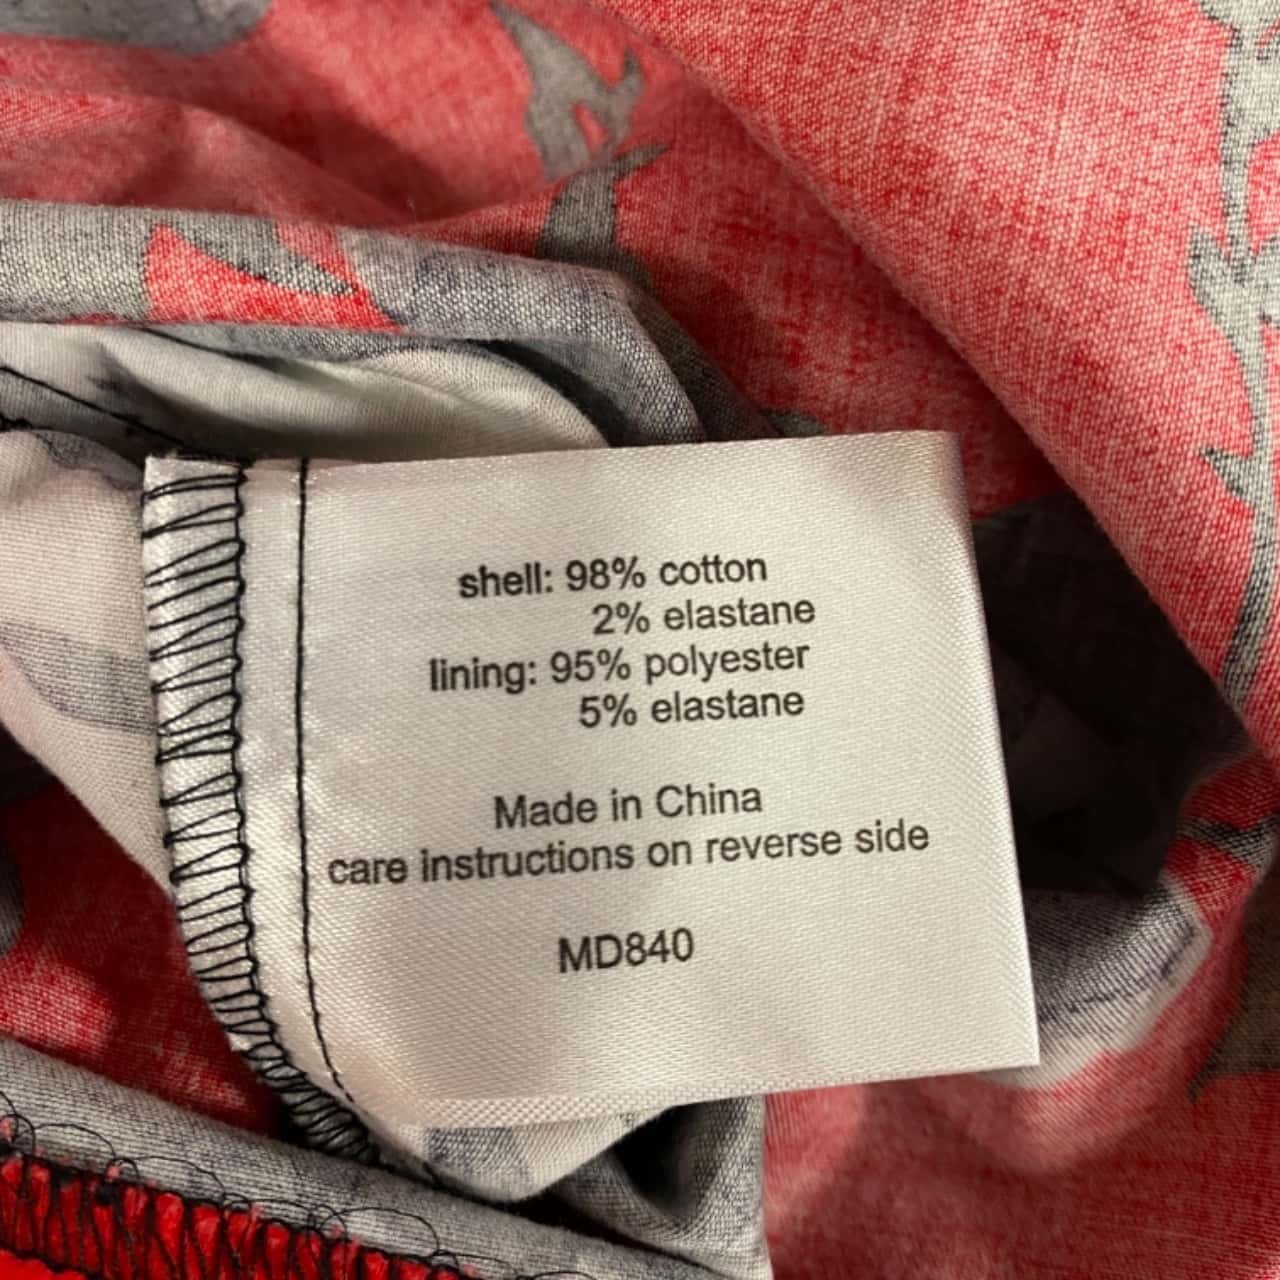 shell: 98% cotton
2% elastane
lining: 95% polyester
5% elastane
Made in China
care instructions on reverse side
MD840